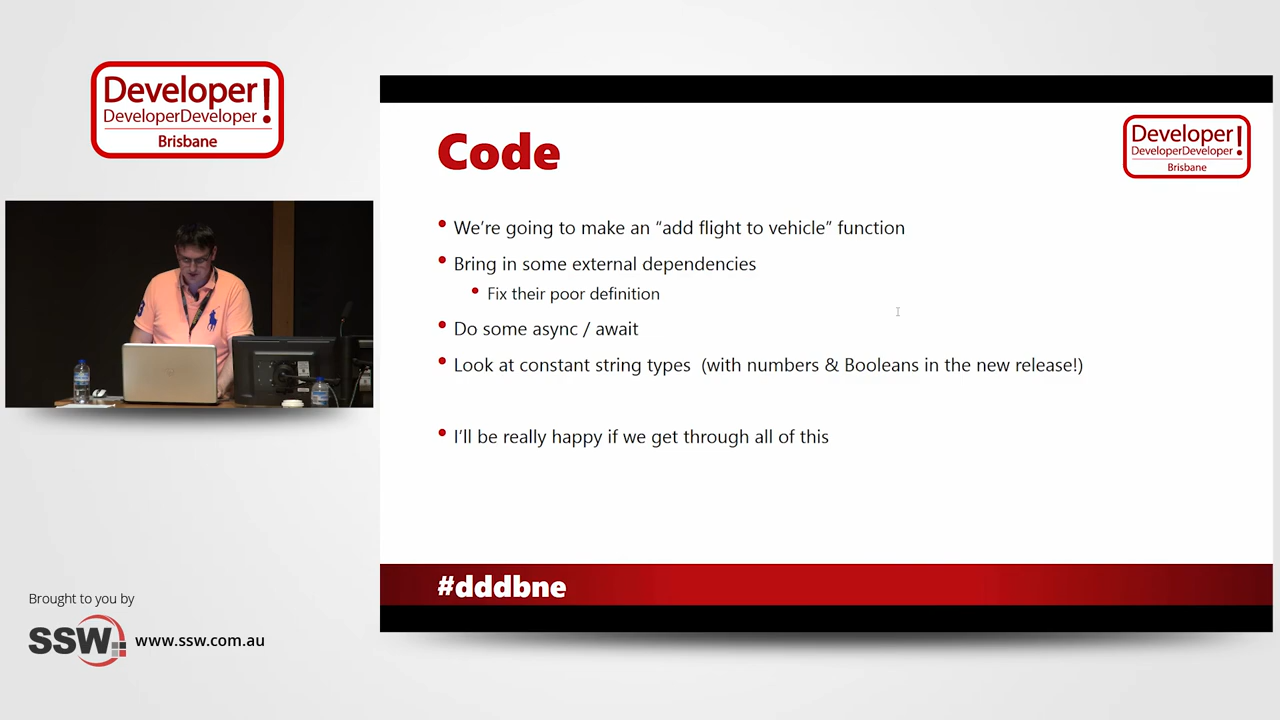 Developer!
DeveloperDeveloper
Brisbane
Code
Developer!
DeveloperDeveloper
Brisbane
• We’re going to make an “add flight to vehicle” function
• Bring in some external dependencies
• Fix their poor definition
• Do some async / await
• Look at constant string types (with numbers & Booleans in the new release!)
• I’ll be really happy if we get through all of this
#dddbne
Brought to you by
SSW www.ssw.com.au